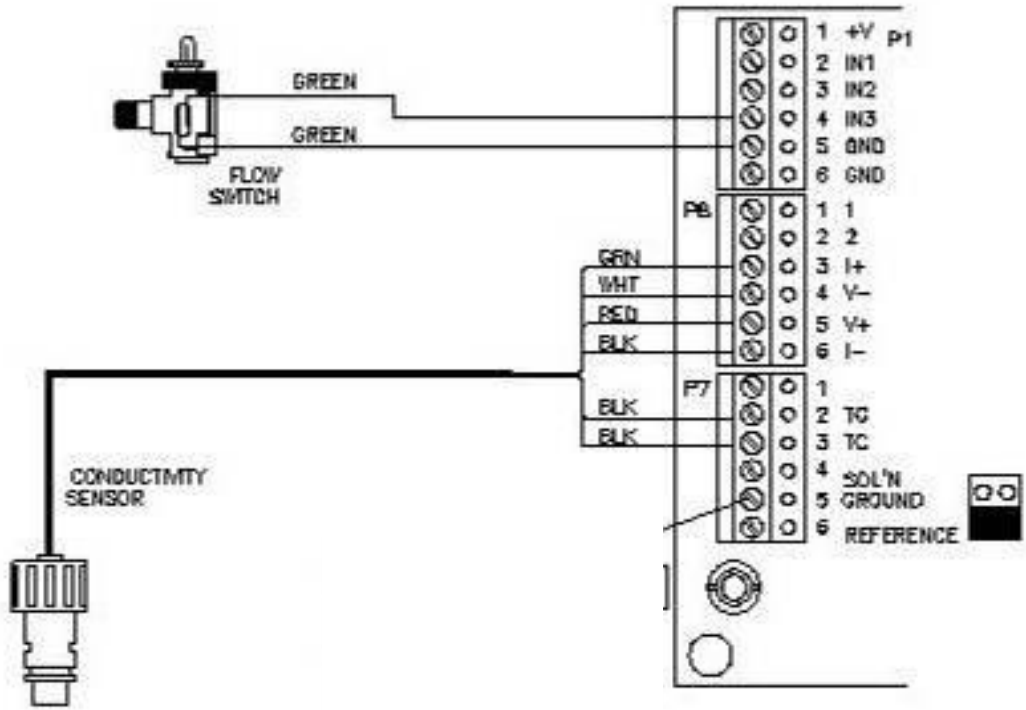 GREEN
GREEN
FLOW
SWITCH
1 +V P1
2 IN1
3 IN2
4 IN3
5 GND
6 GND
P6
1 1
2 2
GRN 3 I+
WHT 4 V-
RED 5 V+
BLK 6 I-
P7
1
BLK 2 TC
BLK 3 TC
4 SOL'N
5 GROUND
6 REFERENCE
CONDUCTIVITY
SENSOR